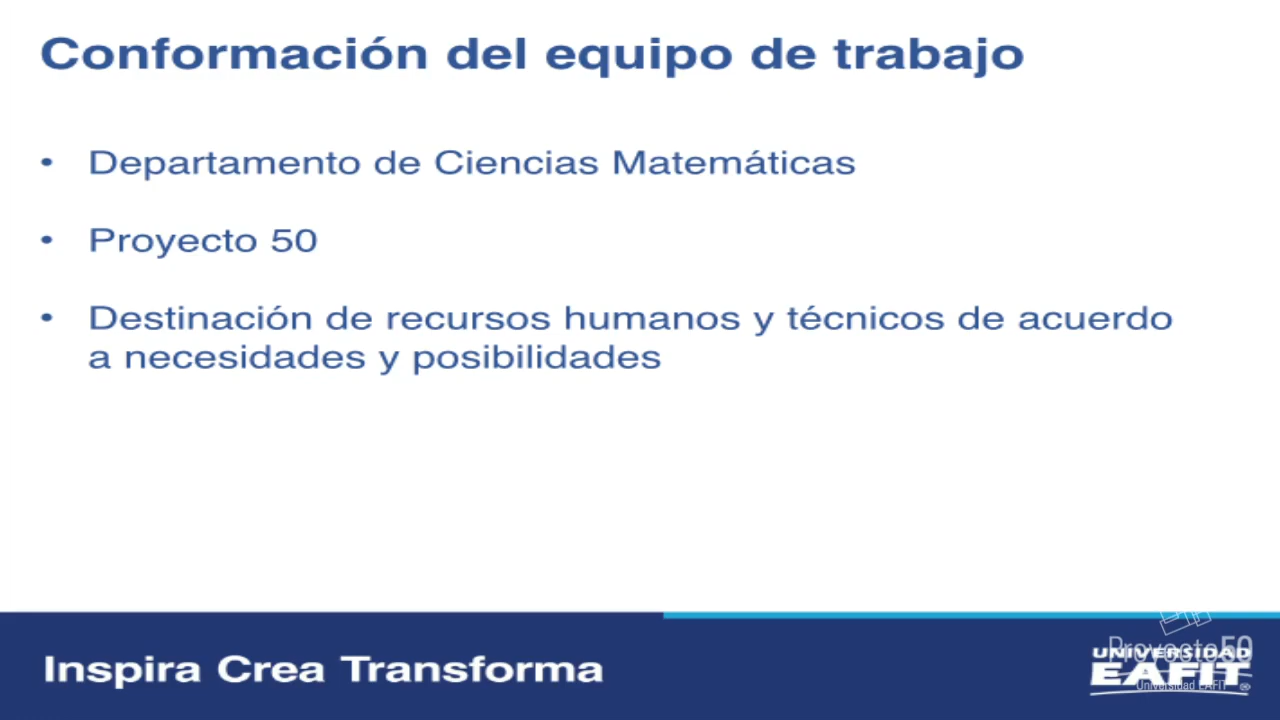 Conformación del equipo de trabajo
• Departamento de Ciencias Matemáticas
• Proyecto 50
• Destinación de recursos humanos y técnicos de acuerdo
a necesidades y posibilidades
Inspira Crea Transforma
Proyecto50
UNIVERSIDAD
EAFIT
Universidad EAFIT